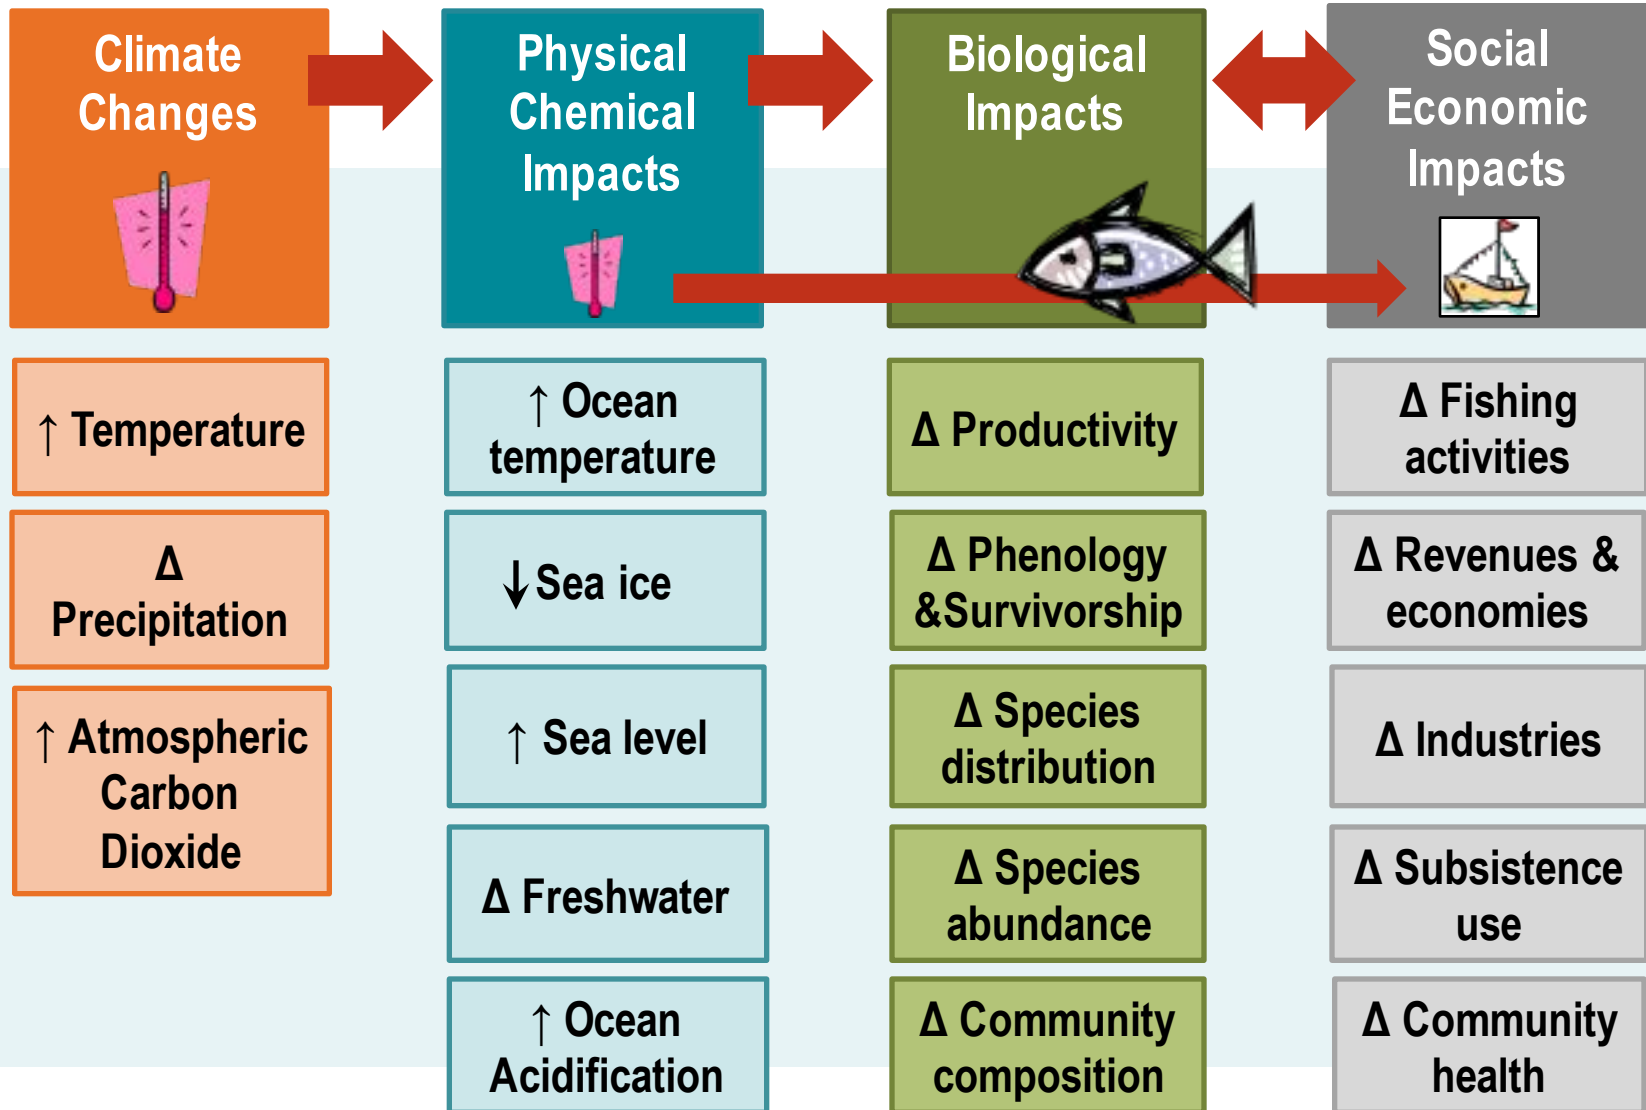 Climate
Changes
Physical
Chemical
Impacts
Biological
Impacts
Social
Economic
Impacts
↑ Temperature
Δ
Precipitation
↑ Atmospheric
Carbon
Dioxide
↑ Ocean
temperature
↓ Sea ice
↑ Sea level
Δ Freshwater
↑ Ocean
Acidification
Δ Productivity
Δ Phenology
&Survivorship
Δ Species
distribution
Δ Species
abundance
Δ Community
composition
Δ Fishing
activities
Δ Revenues &
economies
Δ Industries
Δ Subsistence
use
Δ Community
health